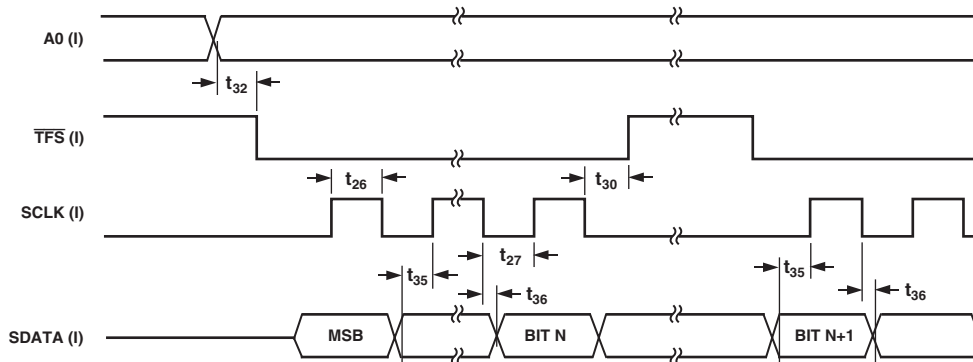 A0 (I)
t32
TFS (I)
t26
t30
SCLK (I)
t27
t35
t35
t36
t36
SDATA (I)
MSB
BIT N
BIT N+1